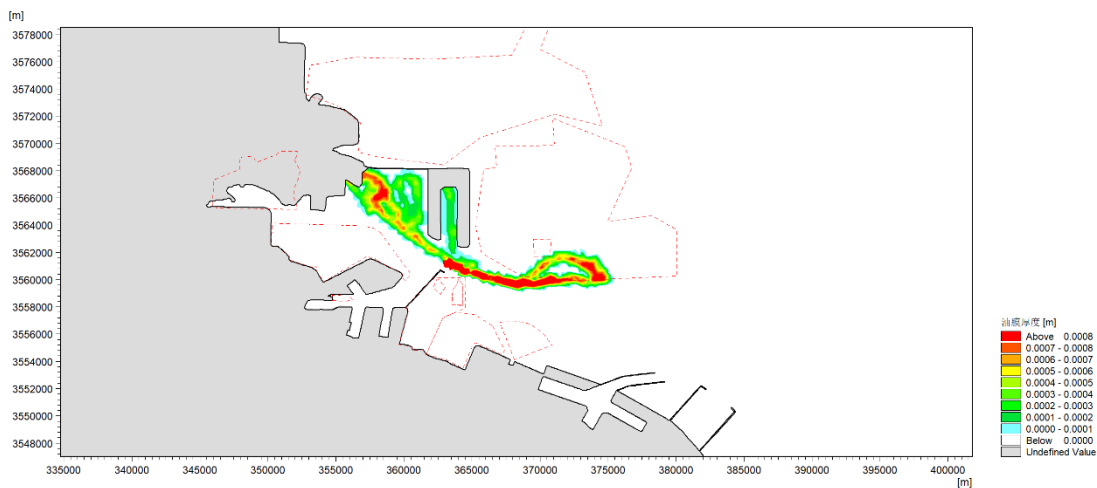 [m]
3578000
3576000
3574000
3572000
3570000
3568000
3566000
3564000
3562000
3560000
3558000
3556000
3554000
3552000
3550000
3548000
335000 340000 345000 350000 355000 360000 365000 370000 375000 380000 385000 390000 395000 400000
[m]
油膜厚度 [m]
Above 0.0008
0.0007 - 0.0008
0.0006 - 0.0007
0.0005 - 0.0006
0.0004 - 0.0005
0.0003 - 0.0004
0.0002 - 0.0003
0.0001 - 0.0002
0.0000 - 0.0001
Below 0.0000
Undefined Value